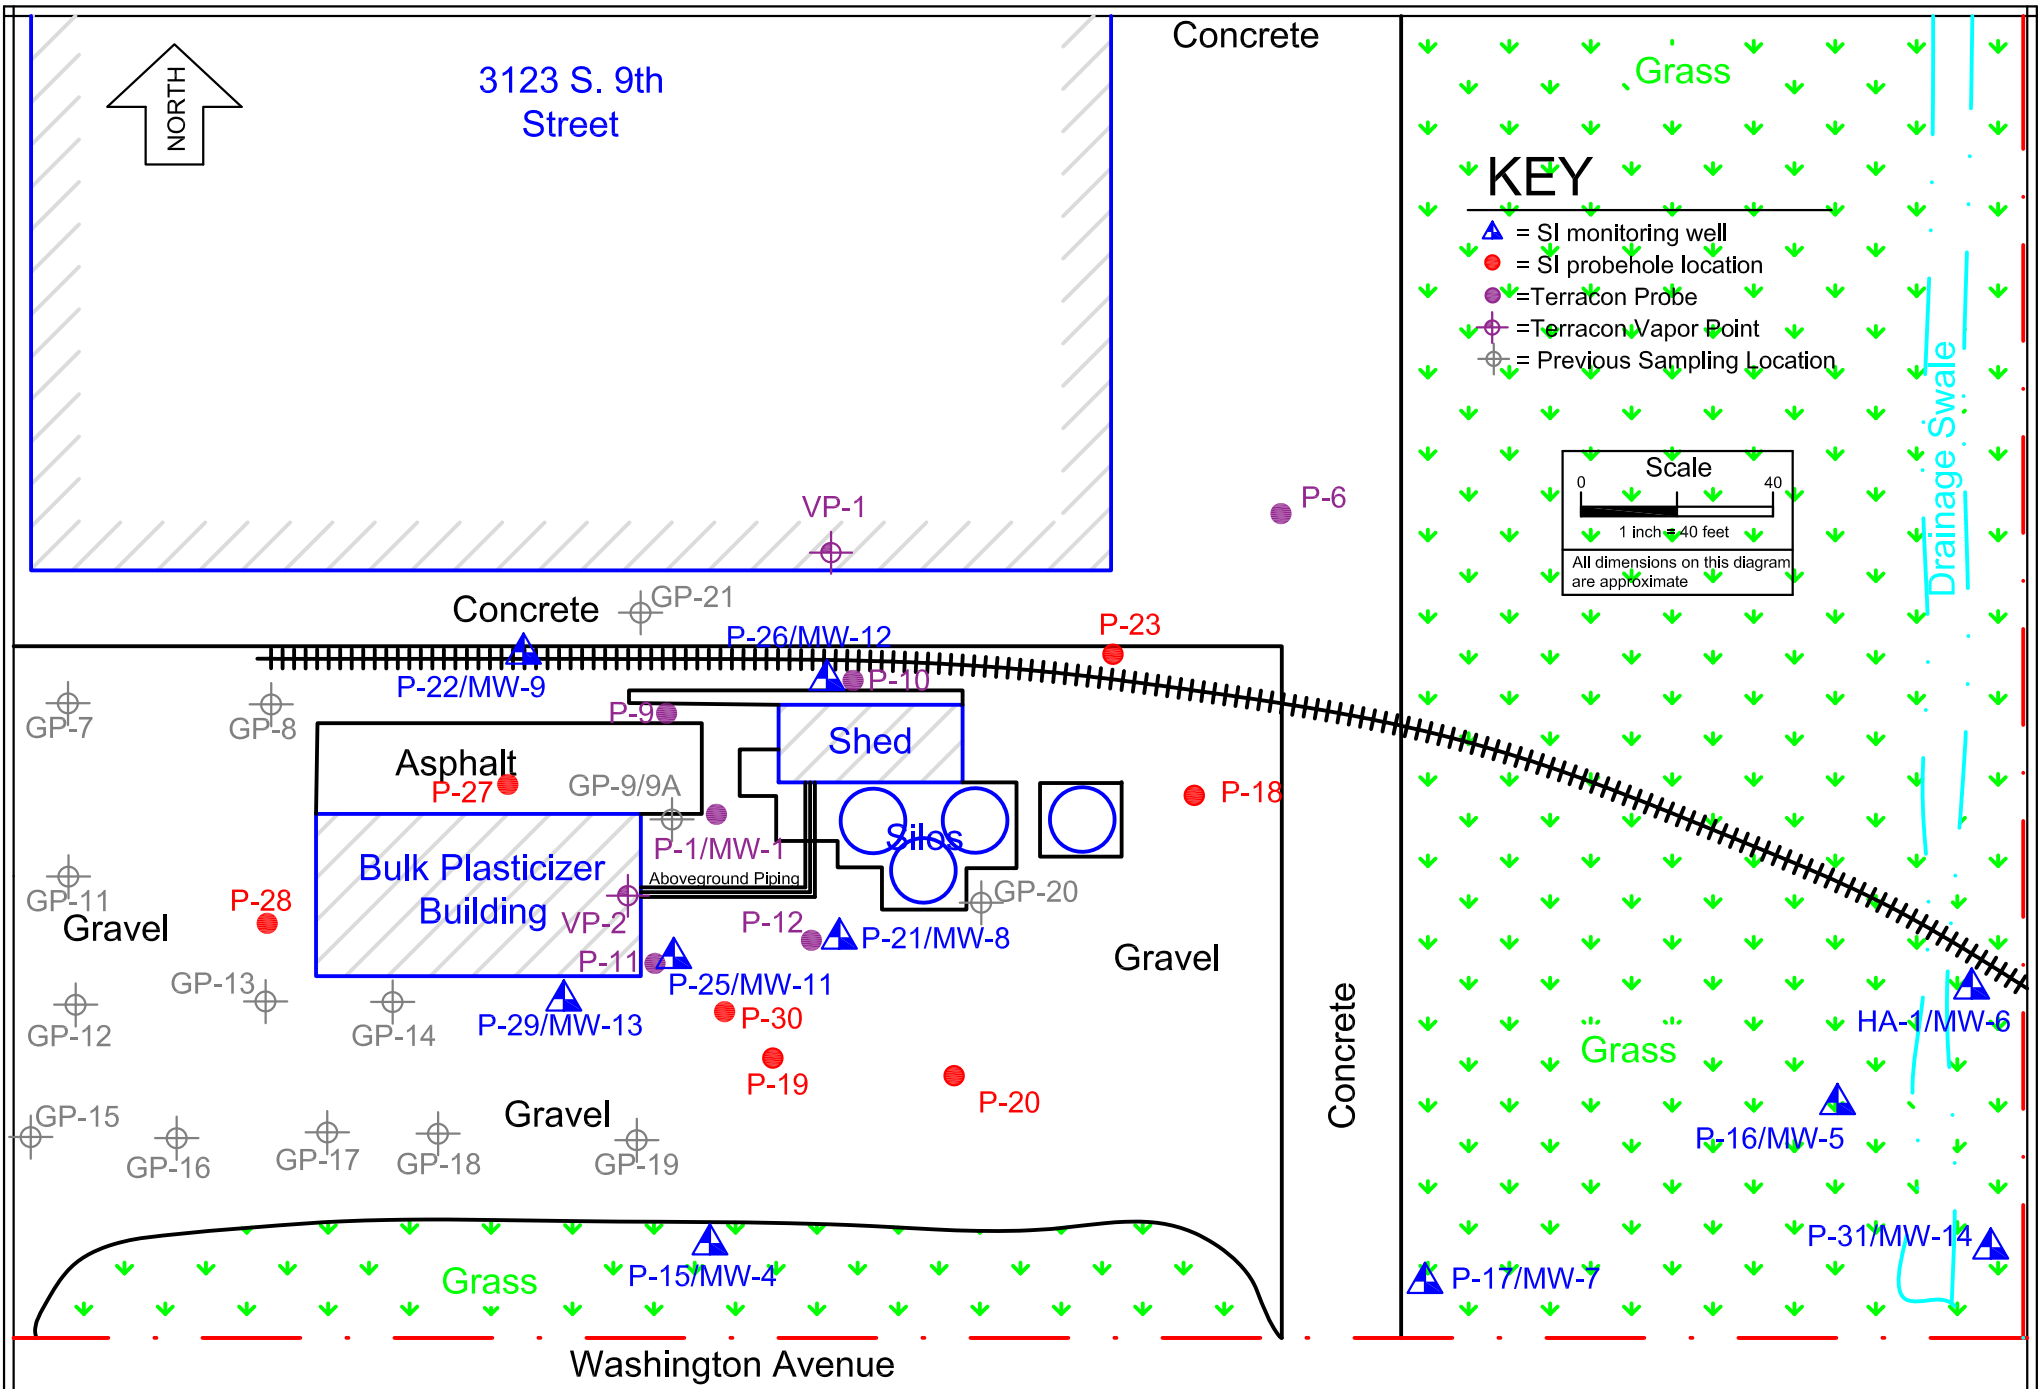 Concrete
Grass
NORTH
3123 S. 9th
Street
KEY
= SI monitoring well
= SI probehole location
=Terracon Probe
=Terracon Vapor Point
= Previous Sampling Location
Drainage Swale
Scale
0
40
1 inch = 40 feet
All dimensions on this diagram
are approximate
VP-1
P-6
Concrete
GP-21
P-26/MW-12
P-23
P-22/MW-9
P-10
GP-7
GP-8
P-9
Shed
Asphalt
P-27
GP-9/9A
P-18
Silos
P-1/MW-1
Bulk Plasticizer
Building
Aboveground Piping
GP-11
GP-20
P-28
VP-2
P-12
P-21/MW-8
Gravel
Gravel
P-11
P-25/MW-11
GP-13
GP-12
GP-14
P-29/MW-13
P-30
HA-1/MW-6
Concrete
Grass
P-19
P-20
Gravel
GP-15
GP-16
GP-17
GP-18
GP-19
P-16/MW-5
P-31/MW-14
P-15/MW-4
P-17/MW-7
Grass
Washington Avenue